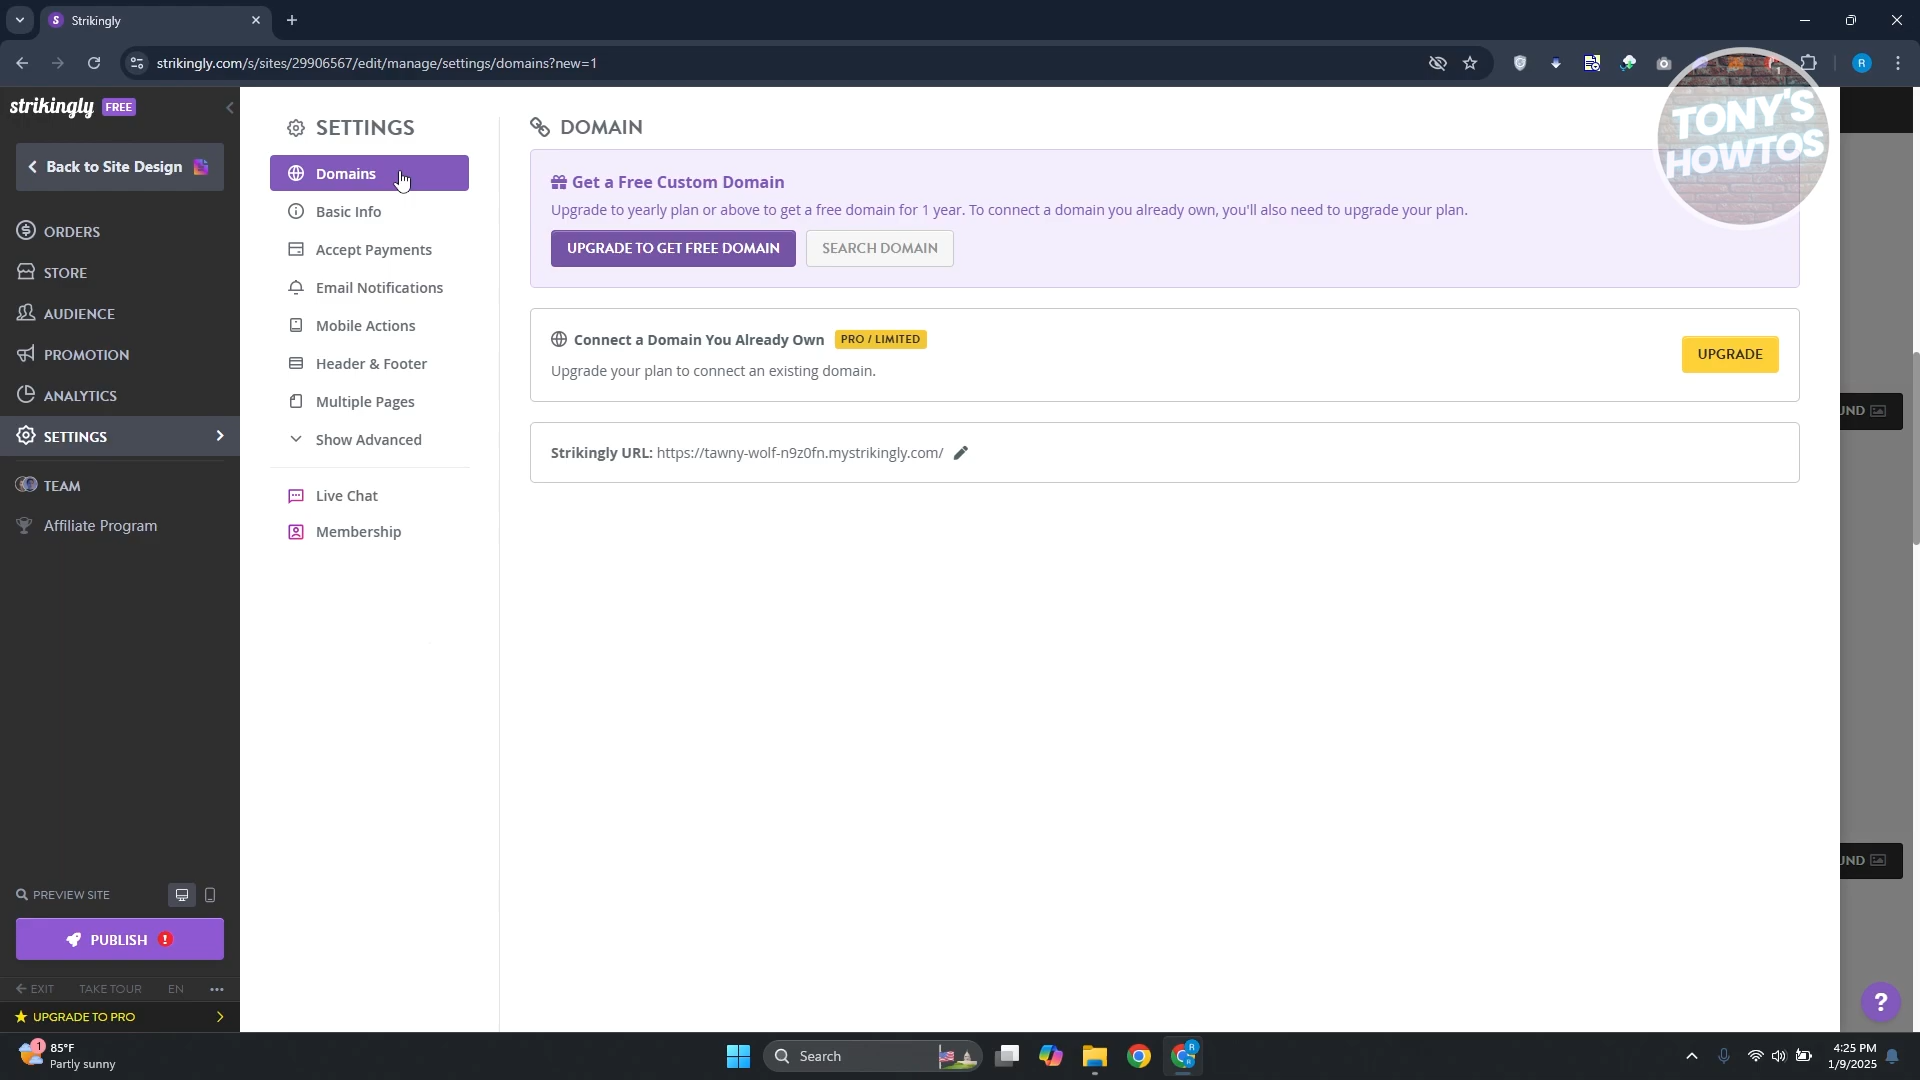 Strikingly
strikingly.com/s/sites/29906567/edit/manage/settings/domains?new=1
R
strikingly FREE
Back to Site Design
ORDERS
STORE
AUDIENCE
PROMOTION
ANALYTICS
SETTINGS
TEAM
Affiliate Program
PREVIEW SITE
PUBLISH
EXIT TAKE TOUR EN
UPGRADE TO PRO
SETTINGS
Domains
Basic Info
Accept Payments
Email Notifications
Mobile Actions
Header & Footer
Multiple Pages
Show Advanced
Live Chat
Membership
DOMAIN
Get a Free Custom Domain
Upgrade to yearly plan or above to get a free domain for 1 year. To connect a domain you already own, you'll also need to upgrade your plan.
UPGRADE TO GET FREE DOMAIN SEARCH DOMAIN
Connect a Domain You Already Own PRO / LIMITED
Upgrade your plan to connect an existing domain.
UPGRADE
Strikingly URL: https://tawny-wolf-n9z0fn.mystrikingly.com/
TONY'S
HOWTOS
UND
UND
?
1
85°F
Partly sunny
Search
R
4:25 PM
1/9/2025